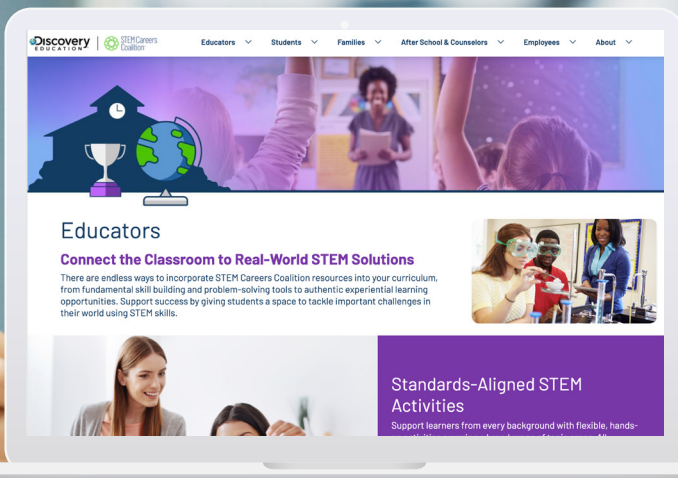 Discovery
EDUCATION
STEM Careers
Coalition
Educators
Students
Families
After School & Counselors
Employees
About
Educators
Connect the Classroom to Real-World STEM Solutions
There are endless ways to incorporate STEM Careers Coalition resources into your curriculum,
from fundamental skill building and problem-solving tools to authentic experiential learning
opportunities. Support success by giving students a space to tackle important challenges in
their world using STEM skills.
Standards-Aligned STEM
Activities
Support learners from every background with flexible, hands-